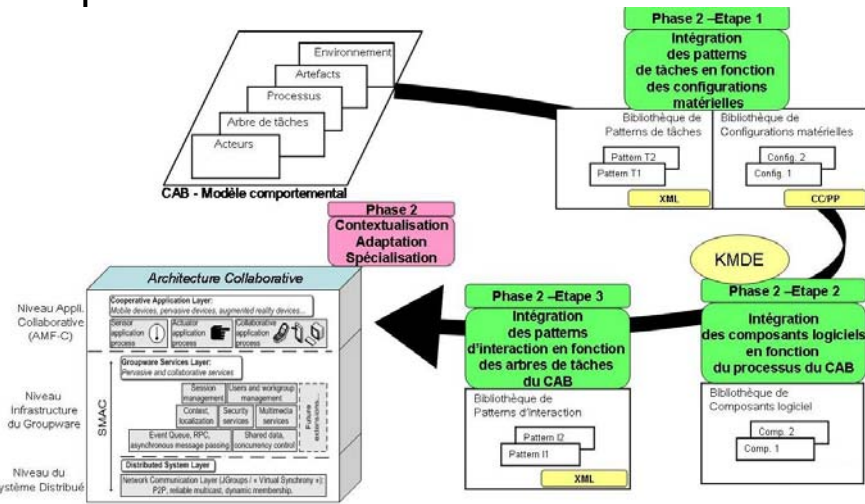 Environnement
Artefacts
Processus
Arbre de tâches
Acteurs
CAB - Modèle comportemental
Phase 2 –Etape 1
Intégration
des patterns
de tâches en fonction
des configurations
matérielles
Bibliothèque de
Patterns de tâches
Pattern T2
Pattern T1
XML
Bibliothèque de
Configurations matérielles
Config. 2
Config. 1
CC/PP
KMDE
Phase 2 –Etape 2
Intégration
des composants logiciels
en fonction
du processus du CAB
Bibliothèque de
Composants logiciel
Comp. 2
Comp. 1
Phase 2 –Etape 3
Intégration
des patterns
d'interaction en fonction
des arbres de tâches
du CAB
Bibliothèque de
Patterns d'interaction
Pattern I2
Pattern I1
XML
Phase 2
Contextualisation
Adaptation
Spécialisation
Architecture Collaborative
Niveau Appli.
Collaborative
(AMF-C)
Cooperative Application Layer:
Mobile devices, pervasive devices, augmented reality devices...
Sensor
application
process
Actuator
application
process
Collaborative
application
process
SMAC
Niveau
Infrastructure
du Groupware
Groupware Services Layer:
Pervasive and collaborative services
Session
management
Users and workgroup
management
Context,
localization
Security
services
Multimedia
services
Event Queue, RPC,
asynchronous message passing
Shared data,
concurrency control
Future
extensions...
Niveau du
ystème Distribué
Distributed System Layer
Network Communication Layer (JGroups / « Virtual Synchrony »):
P2P, reliable multicast, dynamic membership.